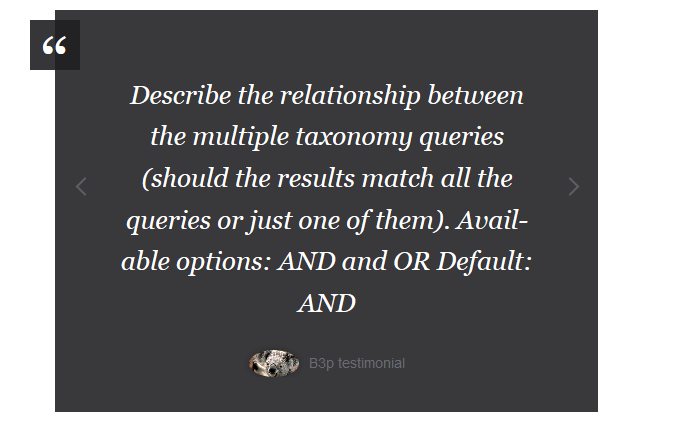 “
Describe the relationship between
the multiple taxonomy queries
(should the results match all the
queries or just one of them). Avail-
able options: AND and OR Default:
AND
B3p testimonial